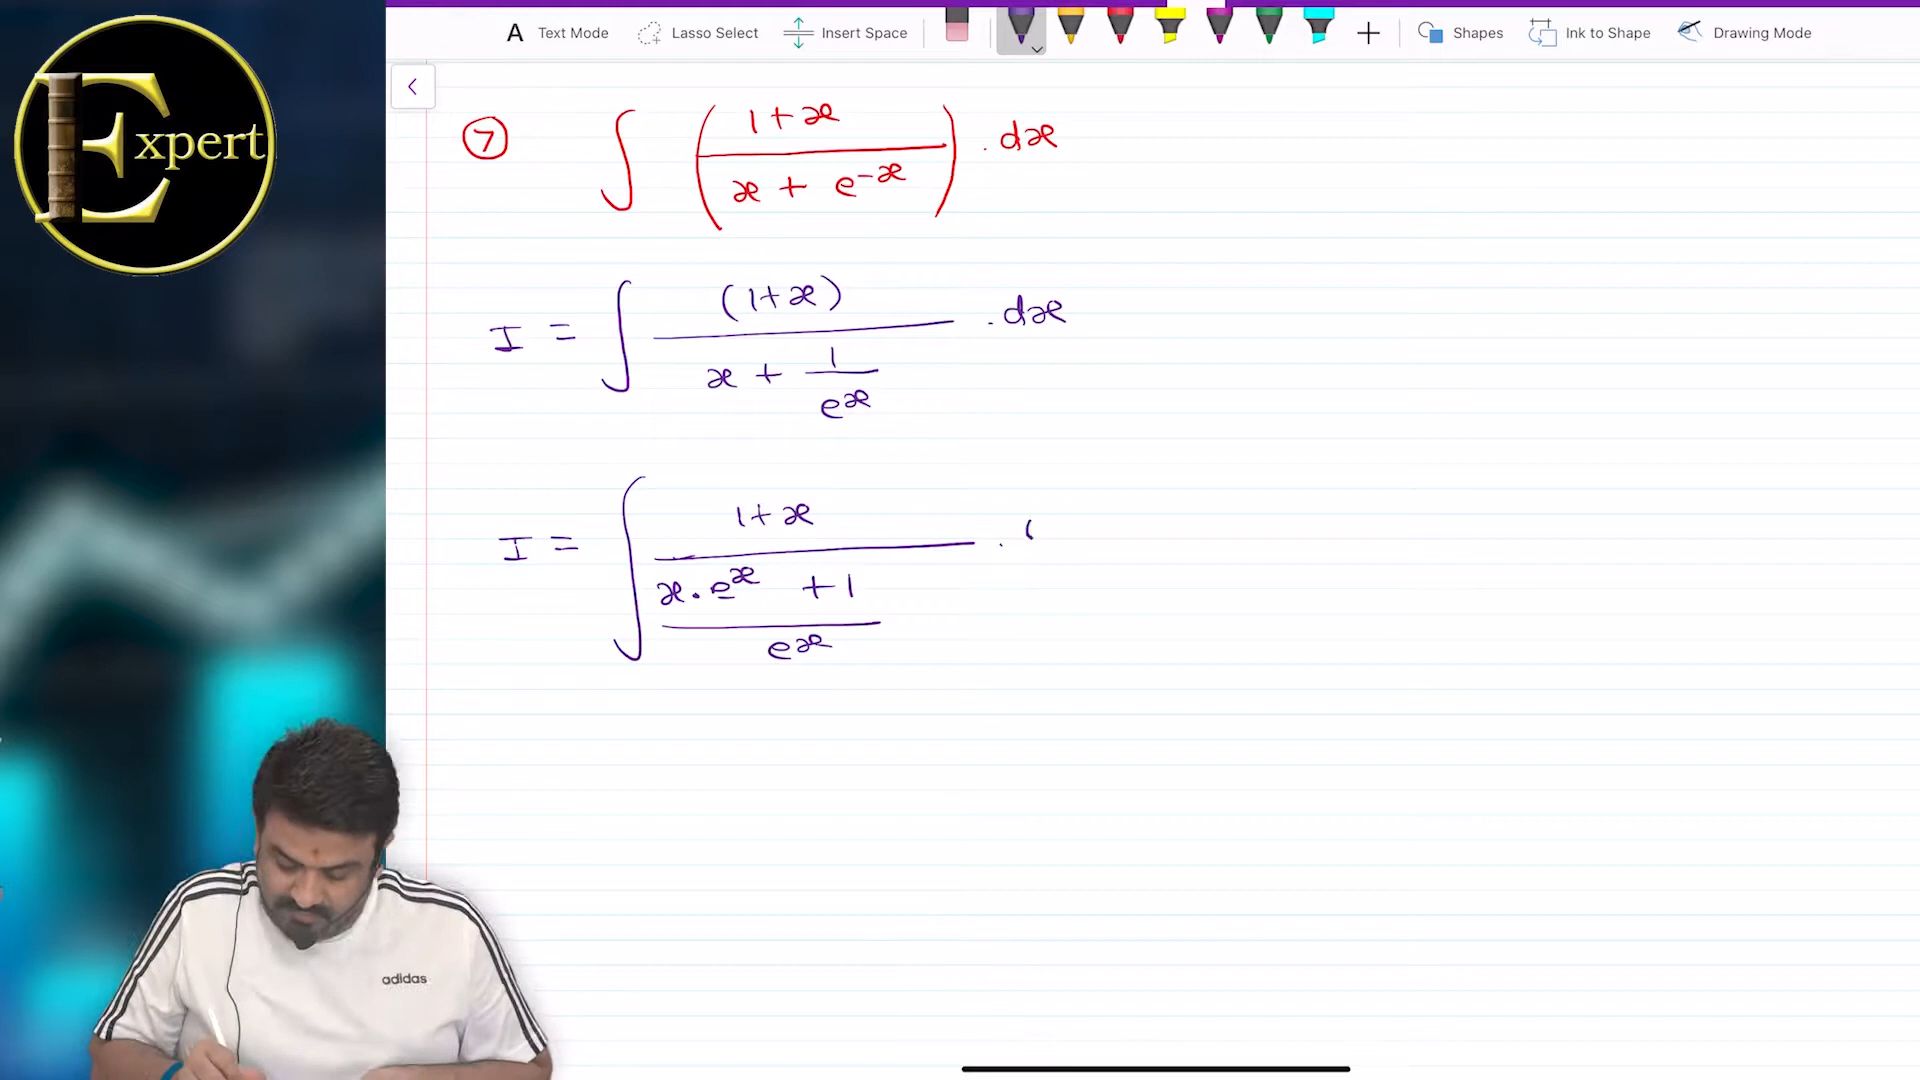 Expert
A Text Mode Lasso Select Insert Space Shapes Ink to Shape Drawing Mode
⑦ ∫ ( (1+x) / (x + e^-x) ) . dx
I = ∫ (1+x) / (x + 1/e^x) . dx
I = ∫ (1+x) / ((x · e^x + 1) / e^x) .
adidas